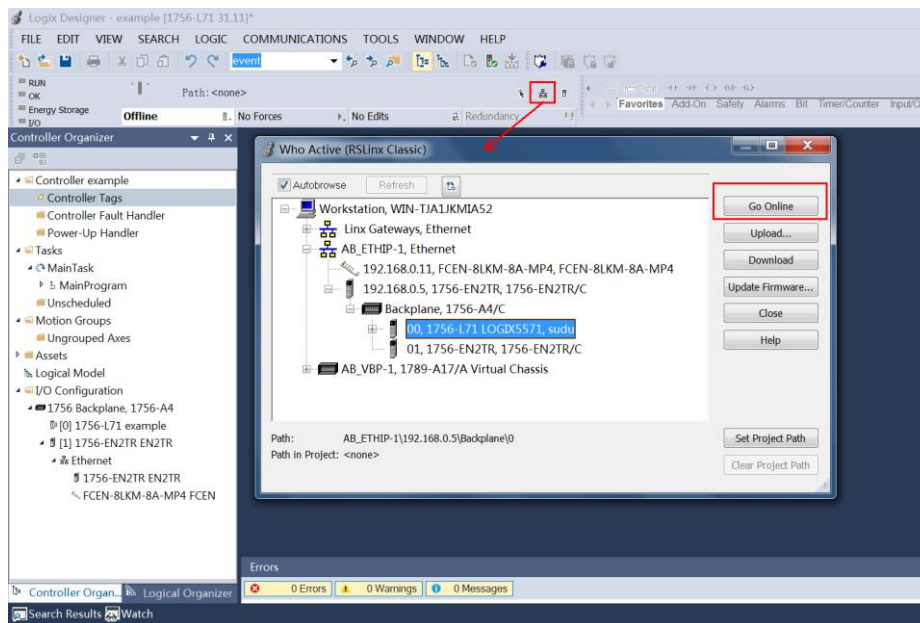 Logix Designer - example [1756-L71 31.11]*
FILE EDIT VIEW SEARCH LOGIC COMMUNICATIONS TOOLS WINDOW HELP
event
RUN
OK
Energy Storage
I/O
Path: <none>
Offline
No Forces
No Edits
Redundancy
Favorites Add-On Safety Alarms Bit Timer/Counter Input/O
Controller Organizer
Controller example
Controller Tags
Controller Fault Handler
Power-Up Handler
Tasks
MainTask
MainProgram
Unscheduled
Motion Groups
Ungrouped Axes
Assets
Logical Model
I/O Configuration
1756 Backplane, 1756-A4
[0] 1756-L71 example
[1] 1756-EN2TR EN2TR
Ethernet
1756-EN2TR EN2TR
FCEN-8LKM-8A-MP4 FCEN
Who Active (RSLinx Classic)
Autobrowse Refresh
Workstation, WIN-TJA1JKMIA52
Linx Gateways, Ethernet
AB_ETHIP-1, Ethernet
192.168.0.11, FCEN-8LKM-8A-MP4, FCEN-8LKM-8A-MP4
192.168.0.5, 1756-EN2TR, 1756-EN2TR/C
Backplane, 1756-A4/C
00, 1756-L71 LOGIX5571, sudu
01, 1756-EN2TR, 1756-EN2TR/C
AB_VBP-1, 1789-A17/A Virtual Chassis
Go Online
Upload...
Download
Update Firmware...
Close
Help
Path: AB_ETHIP-1\192.168.0.5\Backplane\0
Path in Project: <none>
Set Project Path
Clear Project Path
Errors
0 Errors 0 Warnings 0 Messages
Controller Organ... Logical Organizer
Search Results Watch